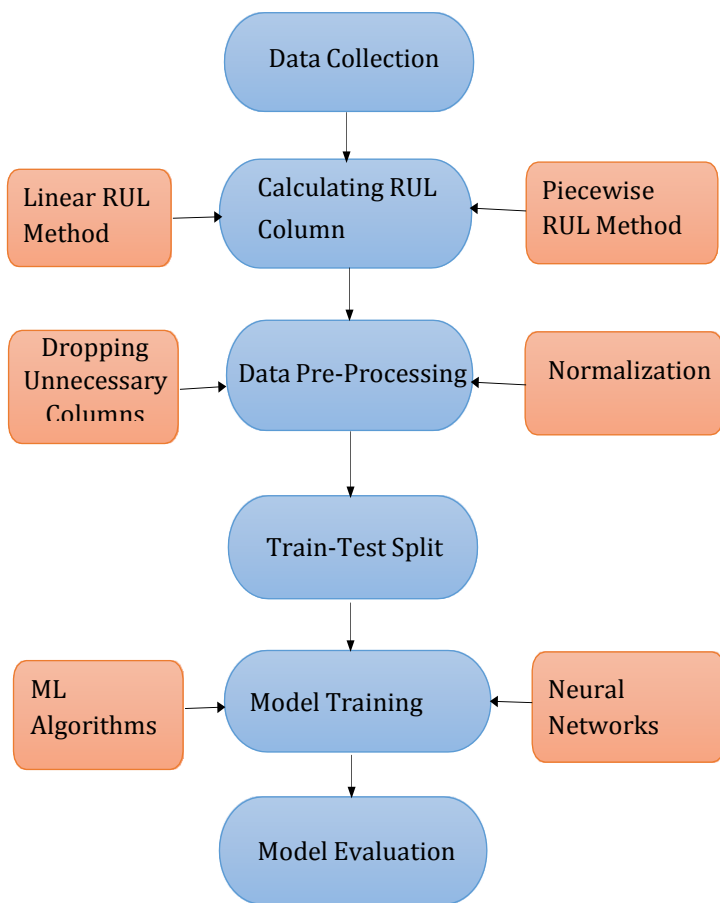 Data Collection
Linear RUL
Method
Calculating RUL
Column
Piecewise
RUL Method
Dropping
Unnecessary
Columns
Data Pre-Processing
Normalization
Train-Test Split
ML
Algorithms
Model Training
Neural
Networks
Model Evaluation